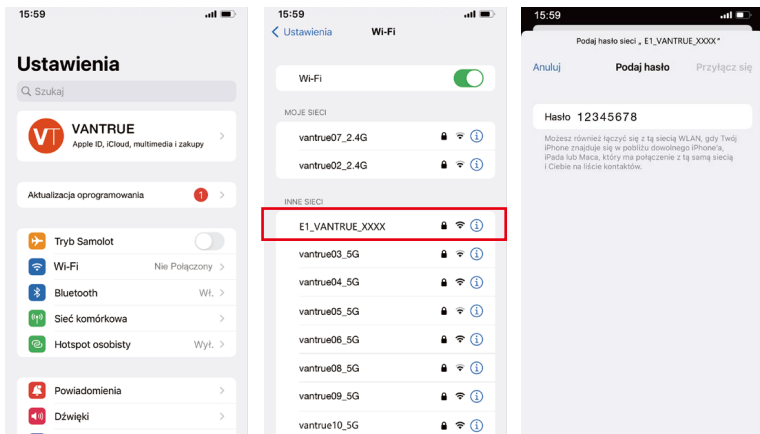 15:59
Ustawienia
Szukaj
VT
VANTRUE
Apple ID, iCloud, multimedia i zakupy
Aktualizacja oprogramowania 1
Tryb Samolot
Wi-Fi Nie Połączony
Bluetooth Wł.
Sieć komórkowa
Hotspot osobisty Wył.
Powiadomienia
Dźwięki
15:59
Ustawienia Wi-Fi
Wi-Fi
MOJE SIECI
vantrue07_2.4G
vantrue02_2.4G
INNE SIECI
E1_VANTRUE_XXXX
vantrue03_5G
vantrue04_5G
vantrue05_5G
vantrue06_5G
vantrue08_5G
vantrue09_5G
vantrue10_5G
15:59
Podaj hasło sieci „ E1_VANTRUE_XXXX"
Anuluj Podaj hasło Przyłącz się
Hasło 12345678
Możesz również łączyć się z tą siecią WLAN, gdy Twój
iPhone znajduje się w pobliżu dowolnego iPhone'a,
iPada lub Maca, który ma połączenie z tą samą siecią
i Ciebie na liście kontaktów.